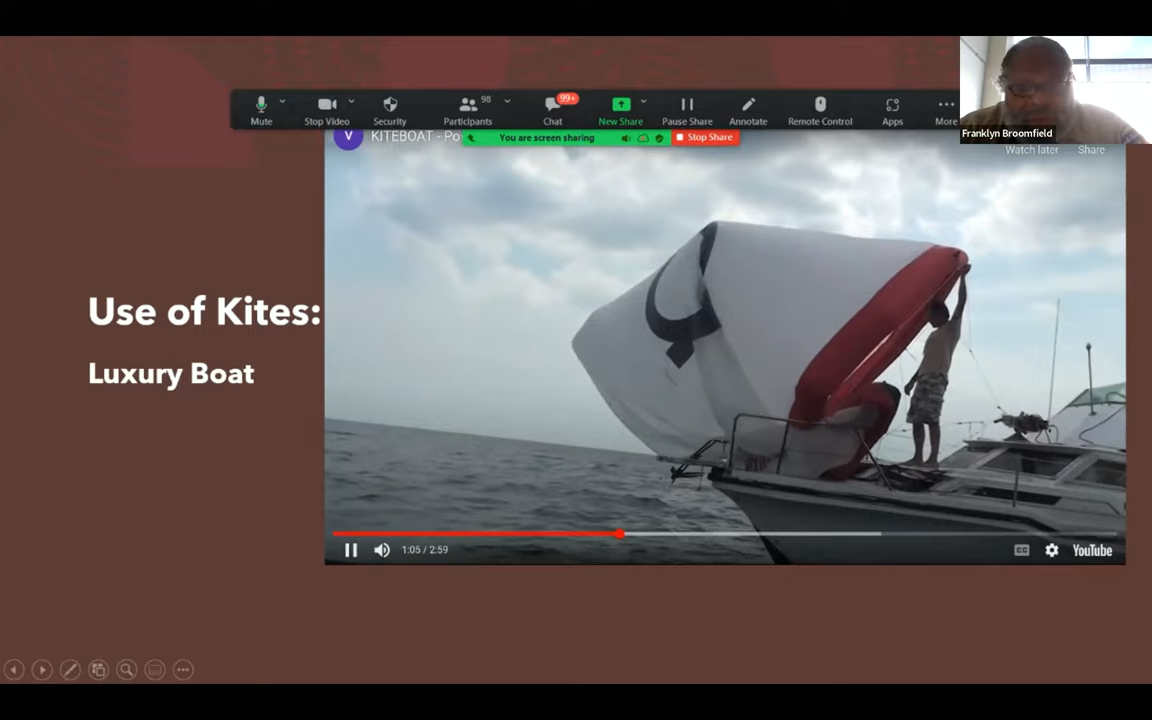 98
99+
Mute
Stop Video
Security
Participants
Chat
New Share
Pause Share
Annotate
Remote Control
Apps
More
Franklyn Broomfield
V
KITEBOAT - Po
You are screen sharing
Stop Share
Watch later
Share
Use of Kites:
Luxury Boat
1:05 / 2:59
CC
YouTube